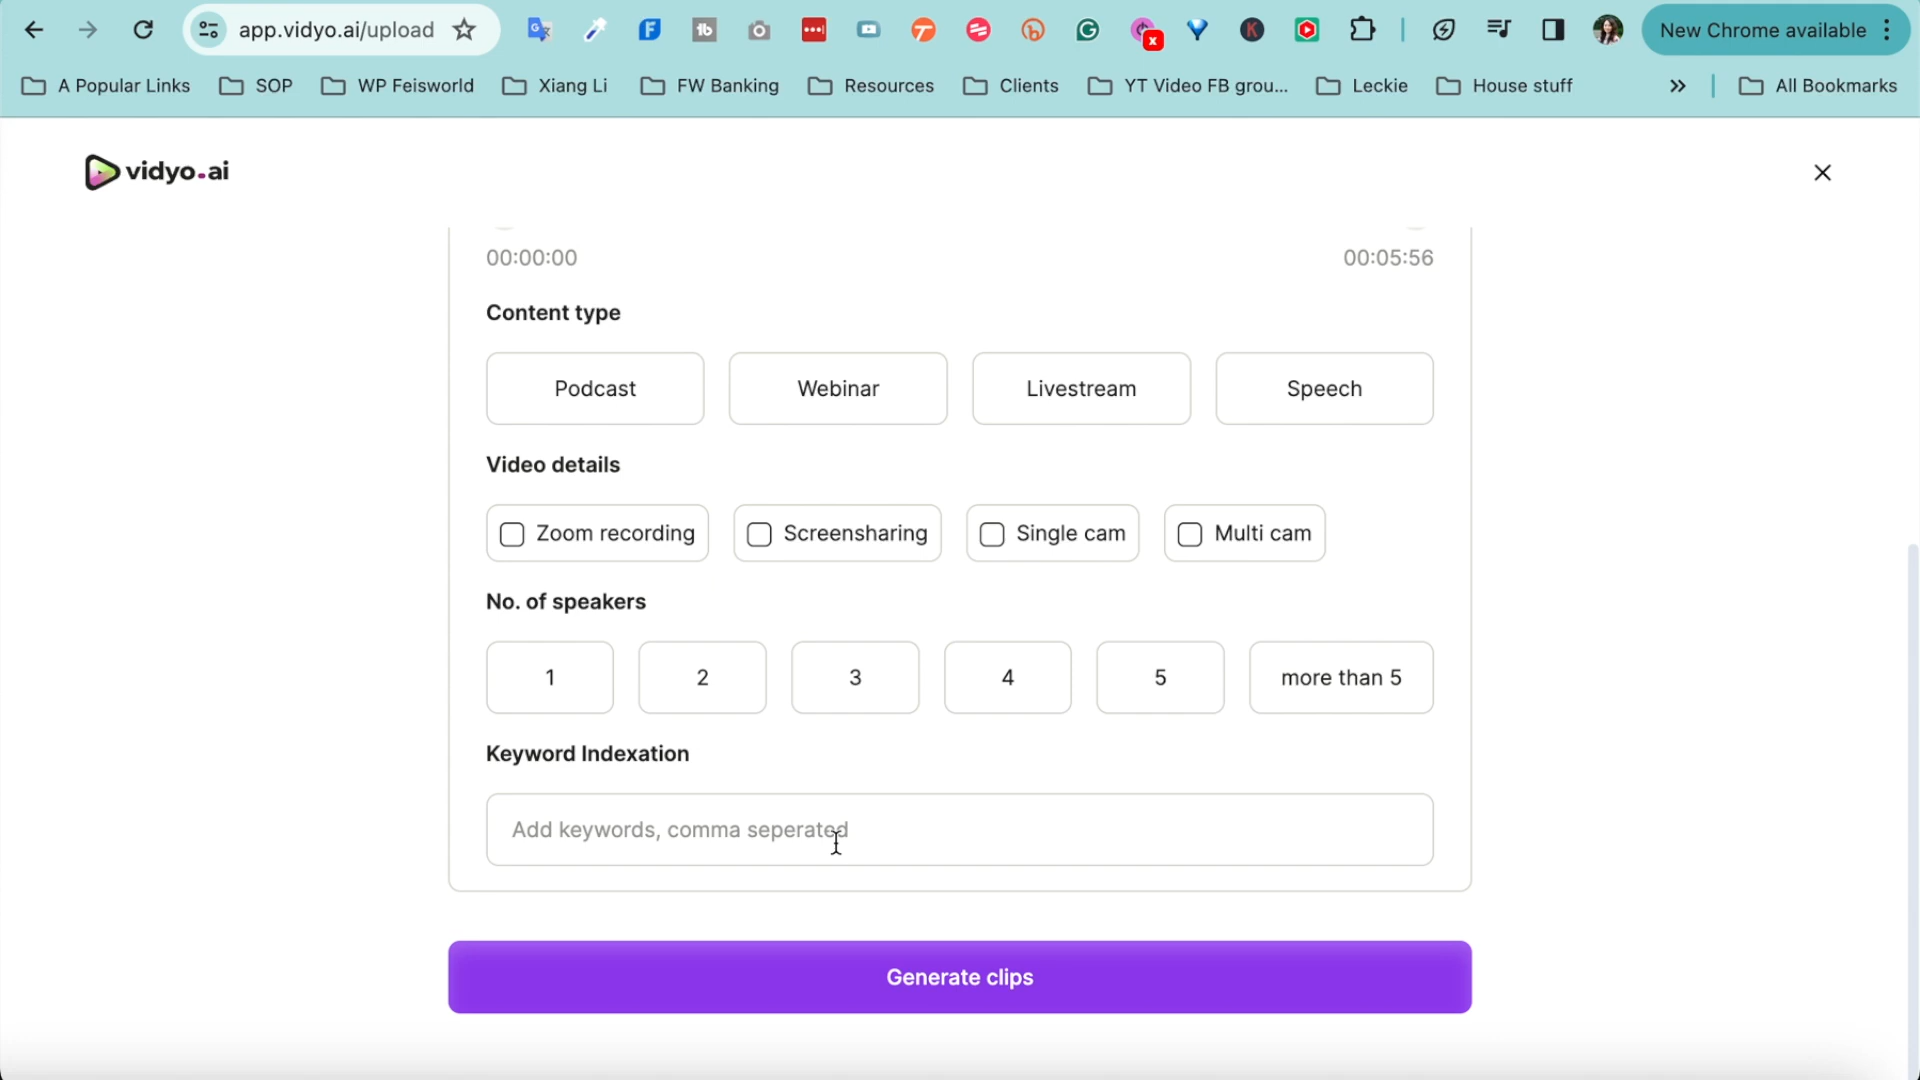 app.vidyo.ai/upload
New Chrome available
A Popular Links SOP WP Feisworld Xiang Li FW Banking Resources Clients YT Video FB grou... Leckie House stuff » All Bookmarks
vidyo.ai
00:00:00 00:05:56
Content type
Podcast Webinar Livestream Speech
Video details
Zoom recording Screensharing Single cam Multi cam
No. of speakers
1 2 3 4 5 more than 5
Keyword Indexation
Add keywords, comma seperated
Generate clips